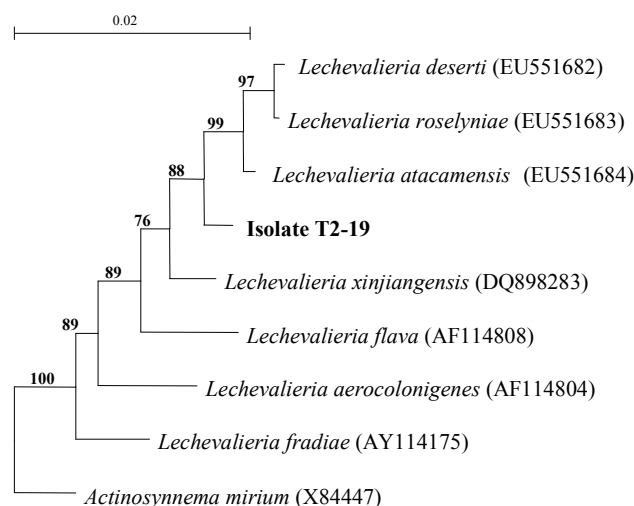 0.02
Lechevalieria deserti (EU551682)
97
Lechevalieria roselyniae (EU551683)
99
Lechevalieria atacamensis (EU551684)
88
Isolate T2-19
76
Lechevalieria xinjiangensis (DQ898283)
89
Lechevalieria flava (AF114808)
89
Lechevalieria aerocolonigenes (AF114804)
100
Lechevalieria fradiae (AY114175)
Actinosynnema mirium (X84447)